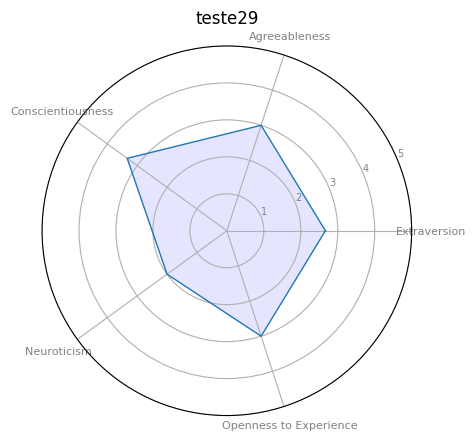 teste29
Agreeableness
Conscientiousness
5
4
3
2
1
Extraversion
Neuroticism
Openness to Experience